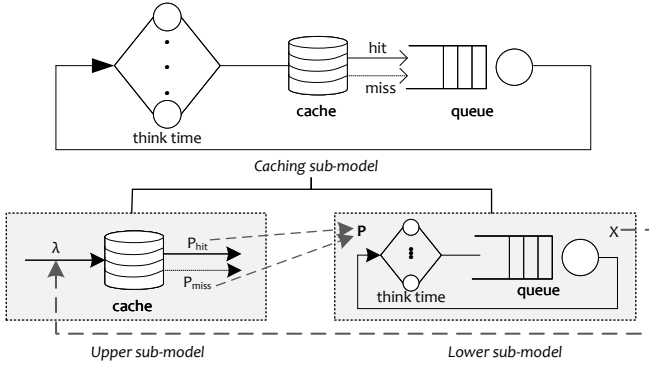 hit
miss
think time
cache
queue
Caching sub-model
λ
P_hit
P_miss
cache
P
X
think time
queue
Upper sub-model
Lower sub-model